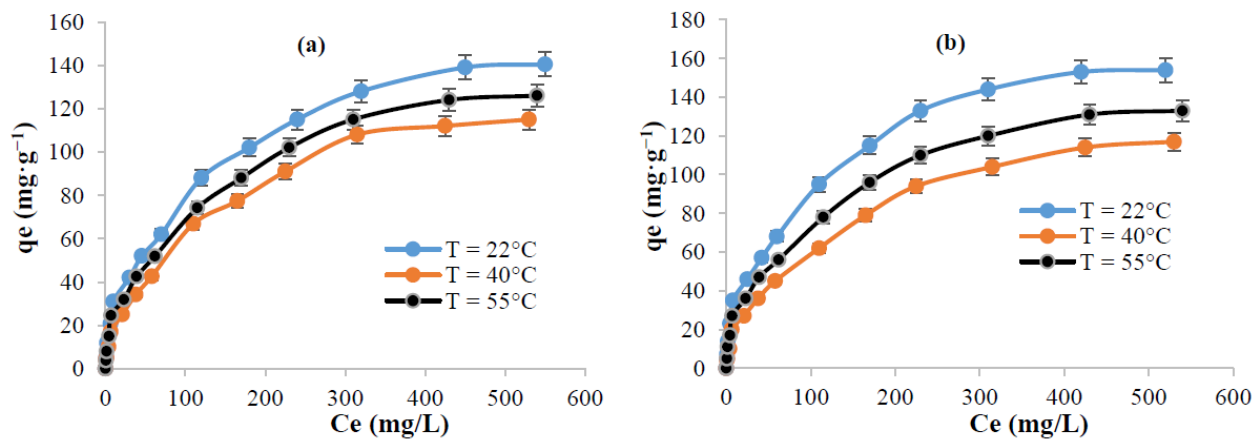 (a)
qe (mg·g⁻¹)
160
140
120
100
80
60
40
20
0
T = 22°C
T = 40°C
T = 55°C
0 100 200 300 400 500 600
Ce (mg/L)
(b)
qe (mg·g⁻¹)
180
160
140
120
100
80
60
40
20
0
T = 22°C
T = 40°C
T = 55°C
0 100 200 300 400 500 600
Ce (mg/L)